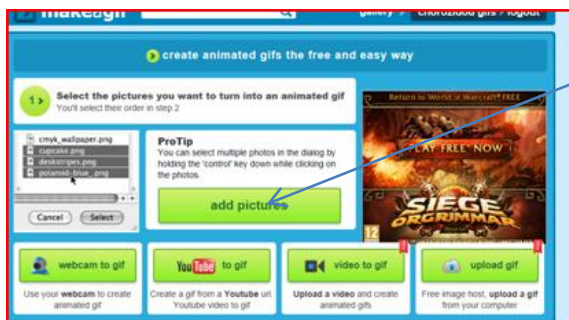 makeagif
gallery > chorozidou gifs > logout
create animated gifs the free and easy way
1 > Select the pictures you want to turn into an animated gif
You'll select their order in step 2
cmyk_wallpaper.png
cupcake.png
deskstripes.png
polaroid-blue_.png
Cancel Select
ProTip
You can select multiple photos in the dialog by
holding the 'control' key down while clicking on
the photos.
add pictures
Return to World of Warcraft FREE
PLAY FREE* NOW
SIEGE OF
ORGRIMMAR
12
webcam to gif
Use your webcam to create
animated gif
YouTube to gif
Create a gif from a Youtube url.
Youtube video to gif
video to gif
Upload a video and create
animated gifs
upload gif
Free image host, upload a gif
from your computer